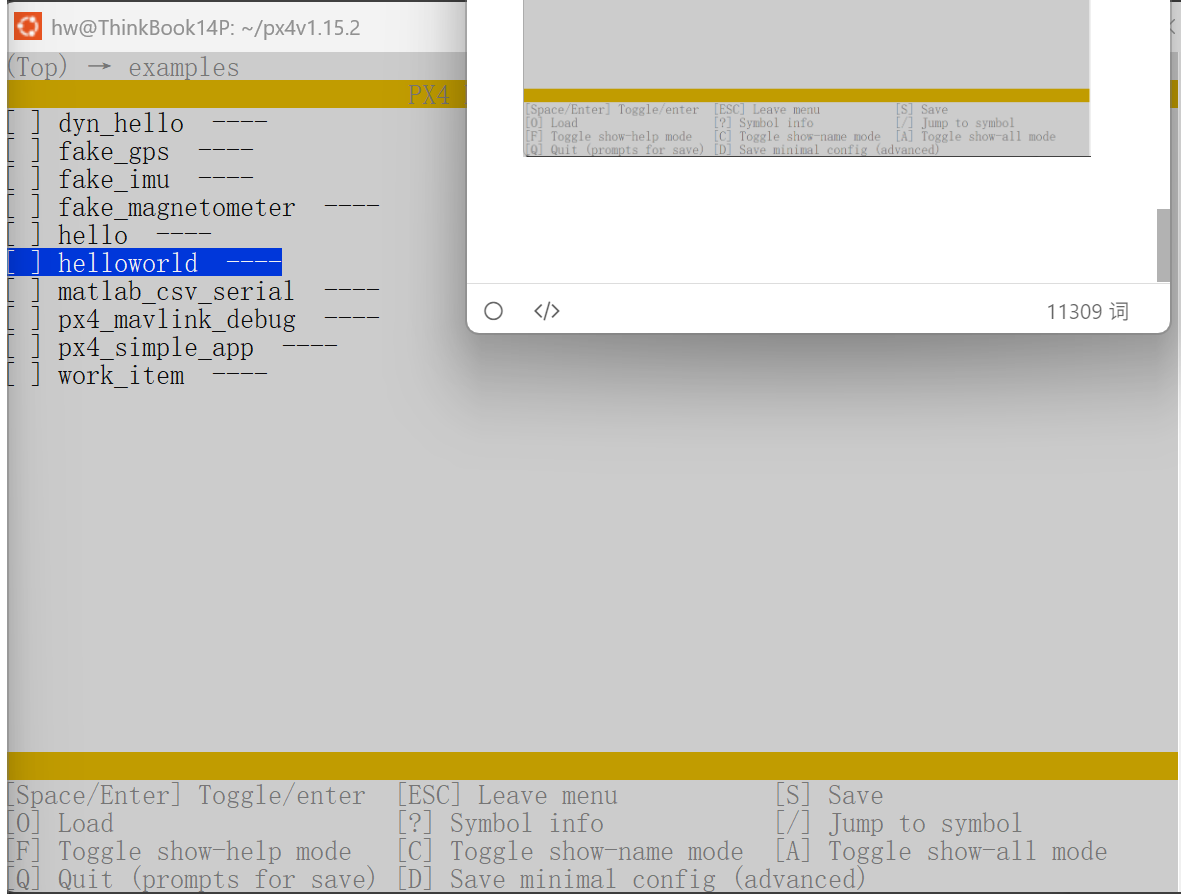 hw@ThinkBook14P: ~/px4v1.15.2
(Top) → examples
PX4
[ ] dyn_hello  ----
[ ] fake_gps  ----
[ ] fake_imu  ----
[ ] fake_magnetometer  ----
[ ] hello  ----
[ ] helloworld  ----
[ ] matlab_csv_serial  ----
[ ] px4_mavlink_debug  ----
[ ] px4_simple_app  ----
[ ] work_item  ----
[Space/Enter] Toggle/enter  [ESC] Leave menu  [S] Save
[O] Load  [?] Symbol info  [/] Jump to symbol
[F] Toggle show-help mode  [C] Toggle show-name mode  [A] Toggle show-all mode
[Q] Quit (prompts for save)  [D] Save minimal config (advanced)
11309 词
[Space/Enter] Toggle/enter  [ESC] Leave menu  [S] Save
[O] Load  [?] Symbol info  [/] Jump to symbol
[F] Toggle show-help mode  [C] Toggle show-name mode  [A] Toggle show-all mode
[Q] Quit (prompts for save)  [D] Save minimal config (advanced)